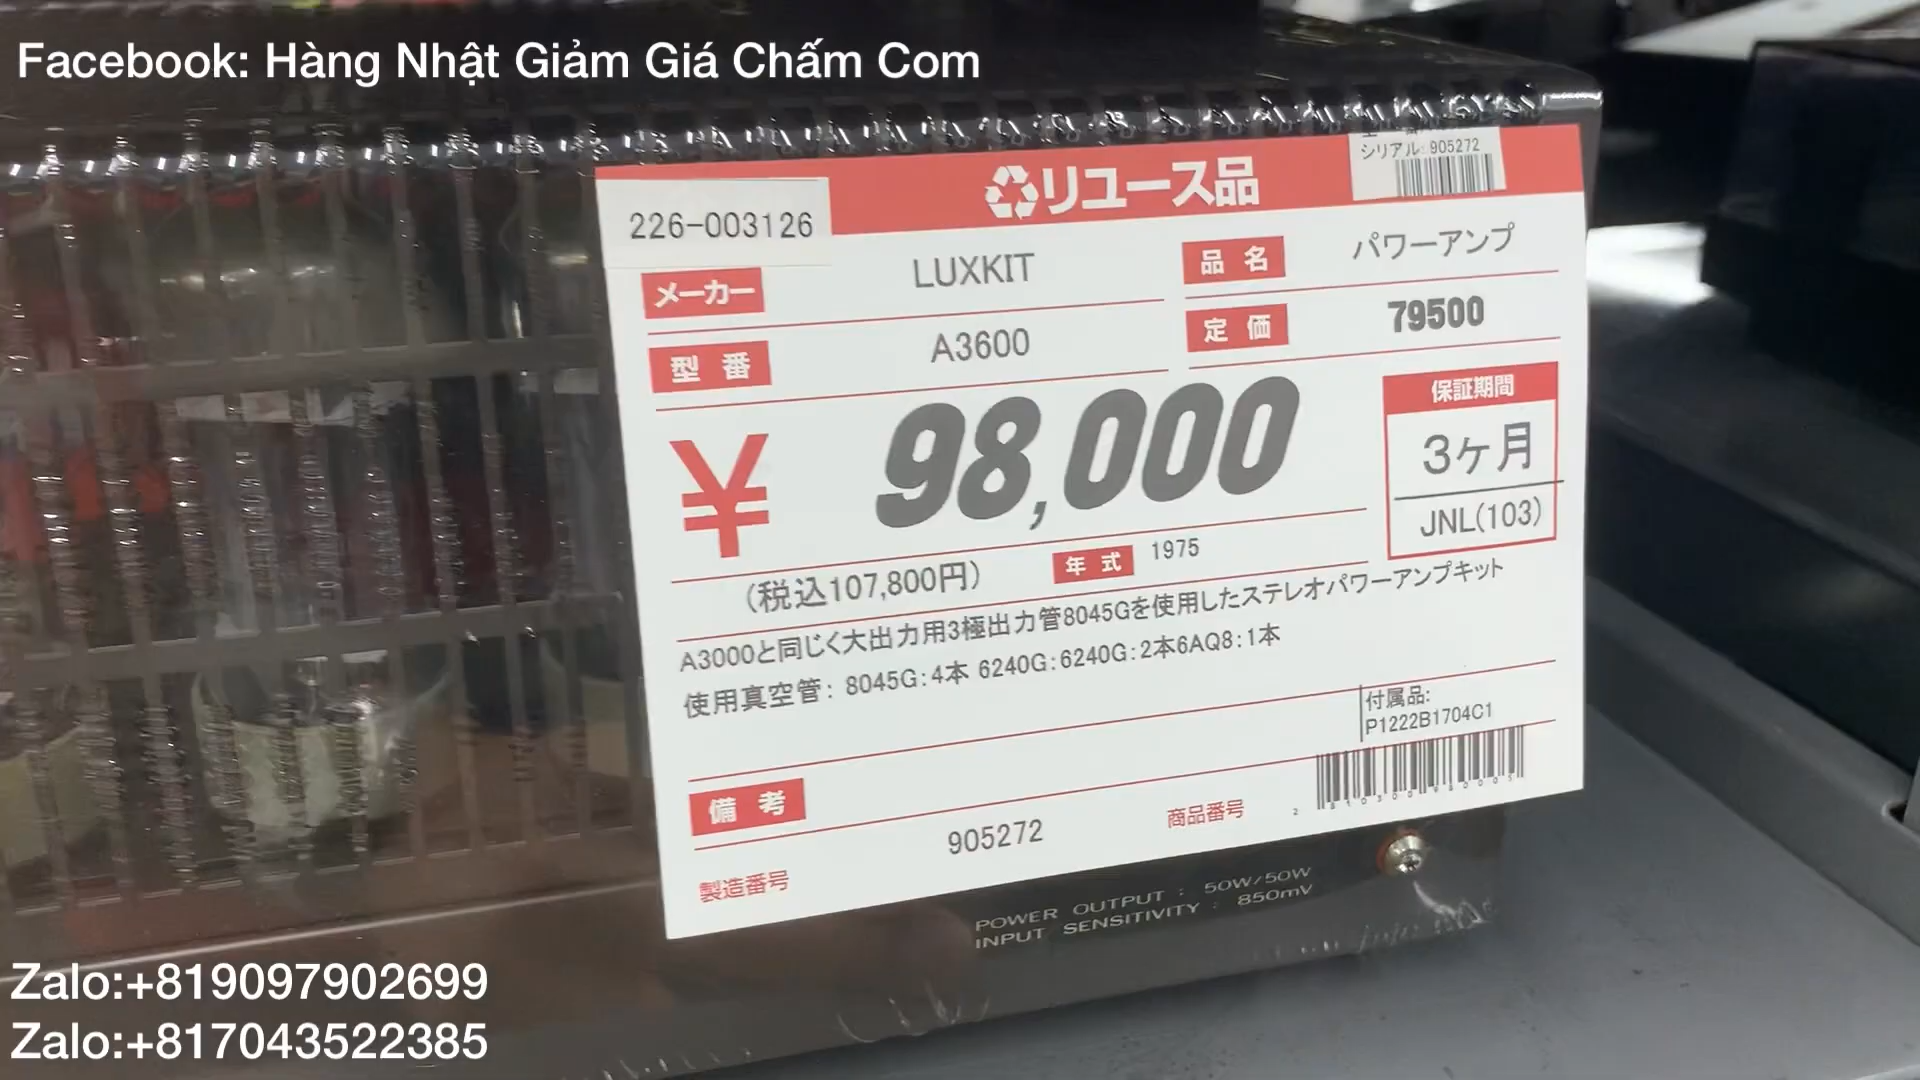 Facebook: Hàng Nhật Giảm Giá Chấm Com
シリアル: 905272
リユース品
226-003126
メーカー LUXKIT 品名 パワーアンプ
型番 A3600 定価 79500
¥98,000
保証期間
3ヶ月
JNL(103)
(税込107,800円) 年式 1975
A3000と同じく大出力用3極出力管8045Gを使用したステレオパワーアンプキット
使用真空管: 8045G:4本 6240G:6240G:2本6AQ8:1本
付属品:
P1222B1704C1
備考
製造番号 905272 商品番号
POWER OUTPUT : 50W/50W
INPUT SENSITIVITY : 850mV
Zalo:+819097902699
Zalo:+817043522385